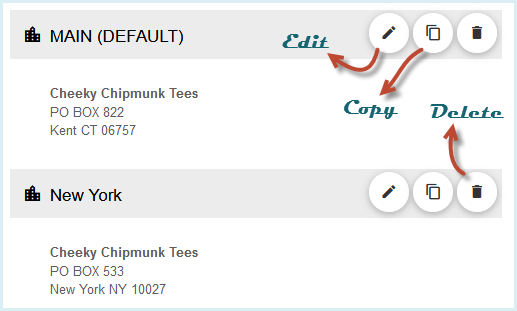 MAIN (DEFAULT)
Edit
Copy
Cheeky Chipmunk Tees
PO BOX 822
Kent CT 06757
Delete
New York
Cheeky Chipmunk Tees
PO BOX 533
New York NY 10027